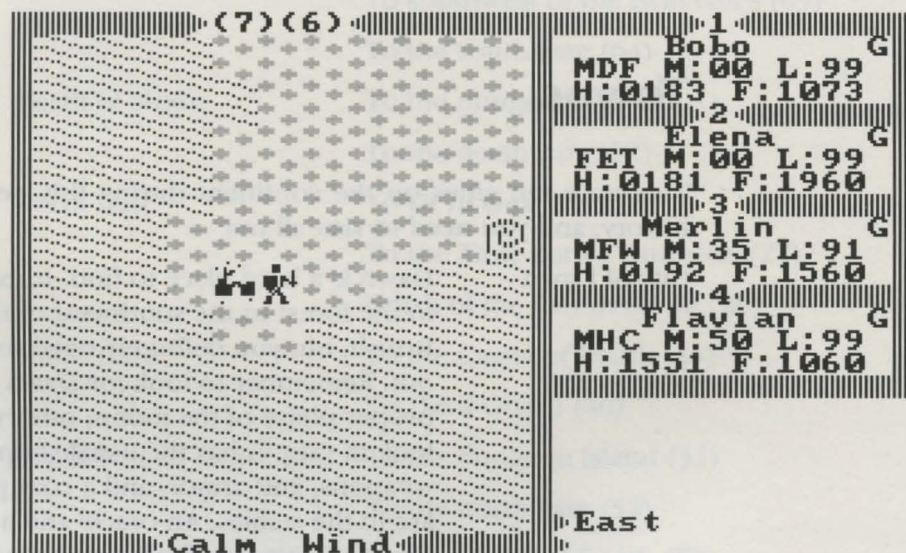 (7)(6)
1
Bobo G
MDF M:00 L:99
H:0183 F:1073
2
Elena G
FET M:00 L:99
H:0181 F:1960
3
Merlin G
MFW M:35 L:91
H:0192 F:1560
4
Flavian G
MHC M:50 L:99
H:1551 F:1060
East
Calm Wind